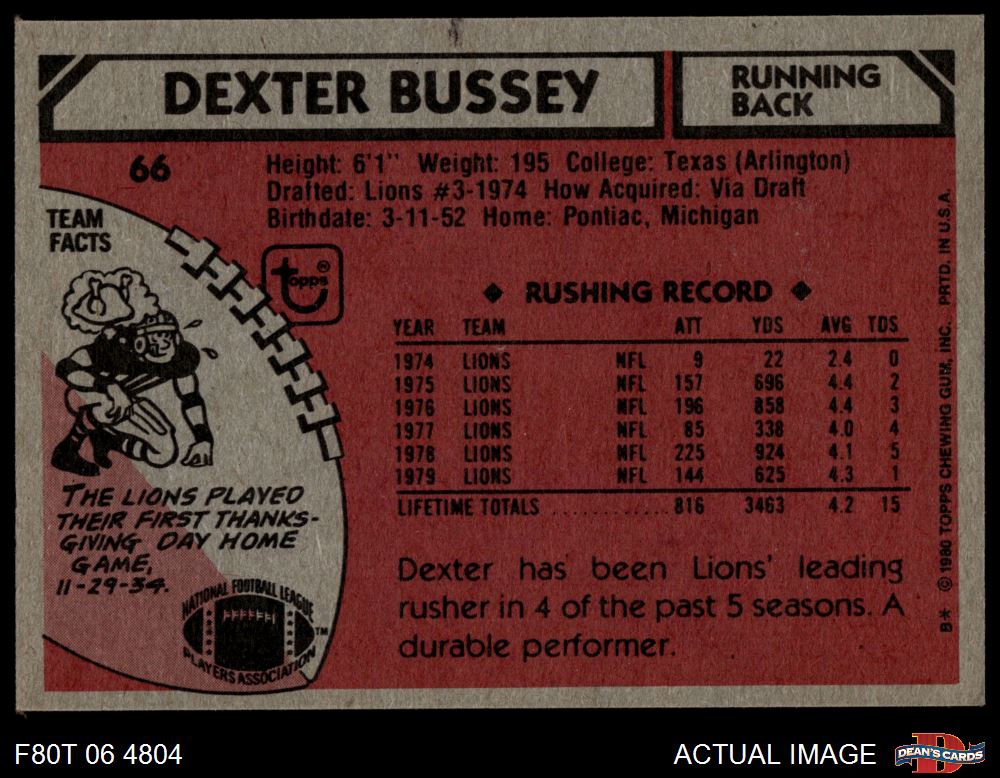 DEXTER BUSSEY
RUNNING
BACK
66
Height: 6'1" Weight: 195 College: Texas (Arlington)
Drafted: Lions #3-1974 How Acquired: Via Draft
Birthdate: 3-11-52 Home: Pontiac, Michigan
TEAM
FACTS
topps®
◆ RUSHING RECORD ◆
YEAR TEAM ATT YDS AVG TDS
1974 LIONS NFL 9 22 2.4 0
1975 LIONS NFL 157 696 4.4 2
1976 LIONS NFL 196 858 4.4 3
1977 LIONS NFL 85 338 4.0 4
1978 LIONS NFL 225 924 4.1 5
1979 LIONS NFL 144 625 4.3 1
LIFETIME TOTALS ............. 816 3463 4.2 15
THE LIONS PLAYED
THEIR FIRST THANKS-
GIVING DAY HOME
GAME,
11-29-34.
NATIONAL FOOTBALL LEAGUE
PLAYERS ASSOCIATION
™
Dexter has been Lions' leading
rusher in 4 of the past 5 seasons. A
durable performer.
B* © 1980 TOPPS CHEWING GUM, INC. PRTD. IN U.S.A.
F80T 06 4804
ACTUAL IMAGE
DEAN'S CARDS